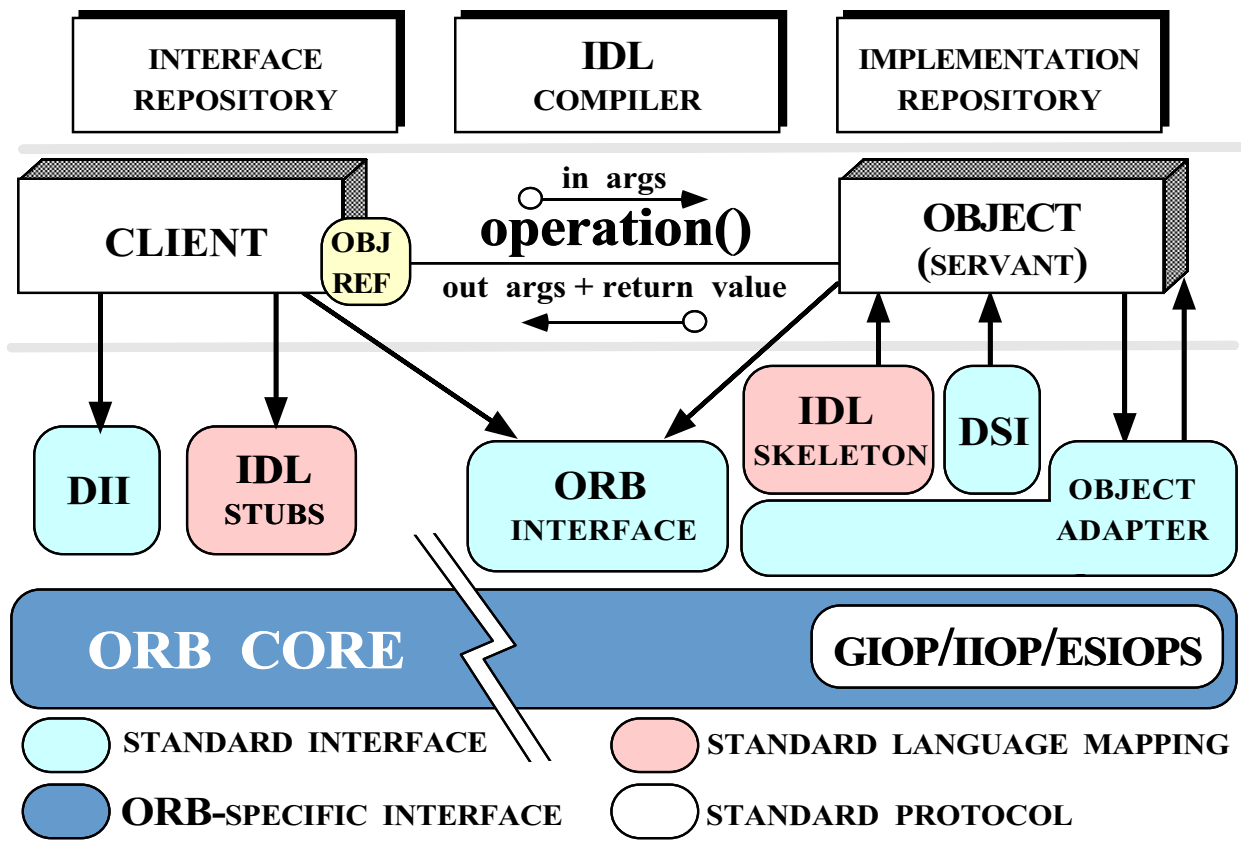 INTERFACE
REPOSITORY
IDL
COMPILER
IMPLEMENTATION
REPOSITORY
in args
operation()
out args + return value
CLIENT
OBJ
REF
OBJECT
(SERVANT)
DII
IDL
STUBS
ORB
INTERFACE
IDL
SKELETON
DSI
OBJECT
ADAPTER
ORB CORE
GIOP/IIOP/ESIOPS
STANDARD INTERFACE
STANDARD LANGUAGE MAPPING
ORB-SPECIFIC INTERFACE
STANDARD PROTOCOL